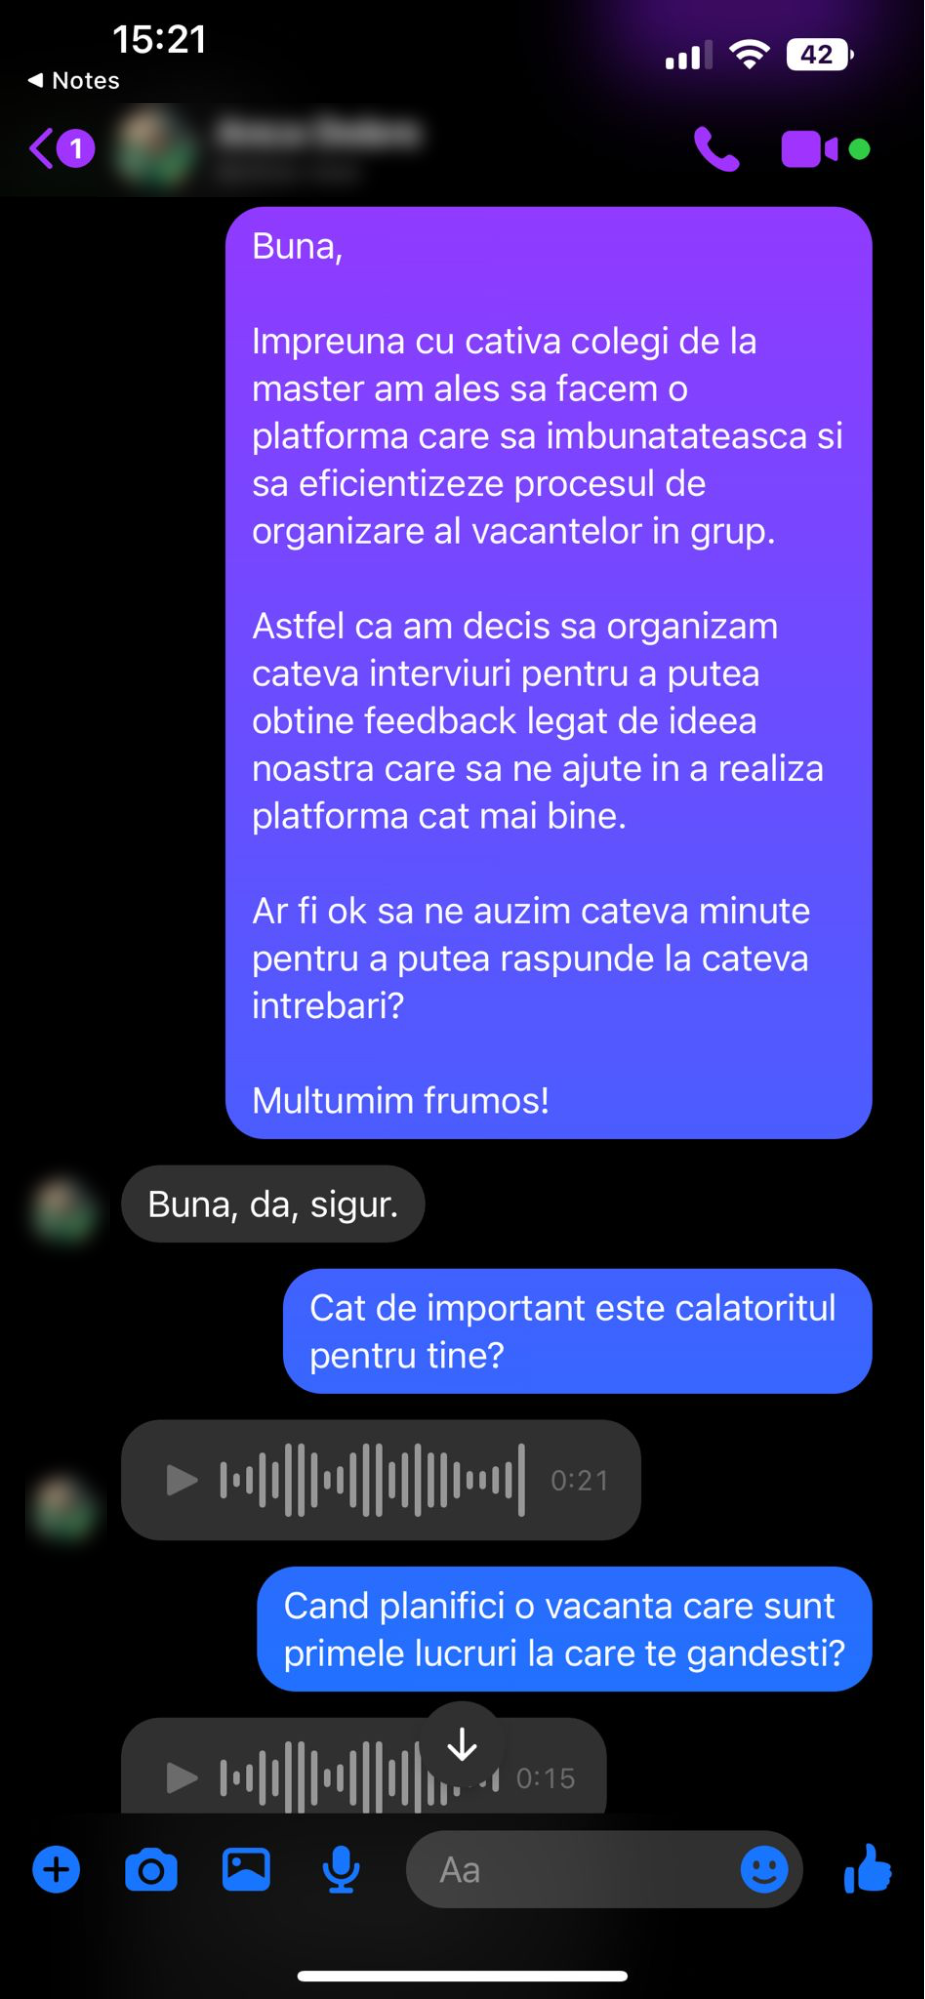 15:21
42
◀ Notes
1
Buna,
Impreuna cu cativa colegi de la
master am ales sa facem o
platforma care sa imbunatateasca si
sa eficientizeze procesul de
organizare al vacantelor in grup.
Astfel ca am decis sa organizam
cateva interviuri pentru a putea
obtine feedback legat de ideea
noastra care sa ne ajute in a realiza
platforma cat mai bine.
Ar fi ok sa ne auzim cateva minute
pentru a putea raspunde la cateva
intrebari?
Multumim frumos!
Buna, da, sigur.
Cat de important este calatoritul
pentru tine?
0:21
Cand planifici o vacanta care sunt
primele lucruri la care te gandesti?
0:15
Aa